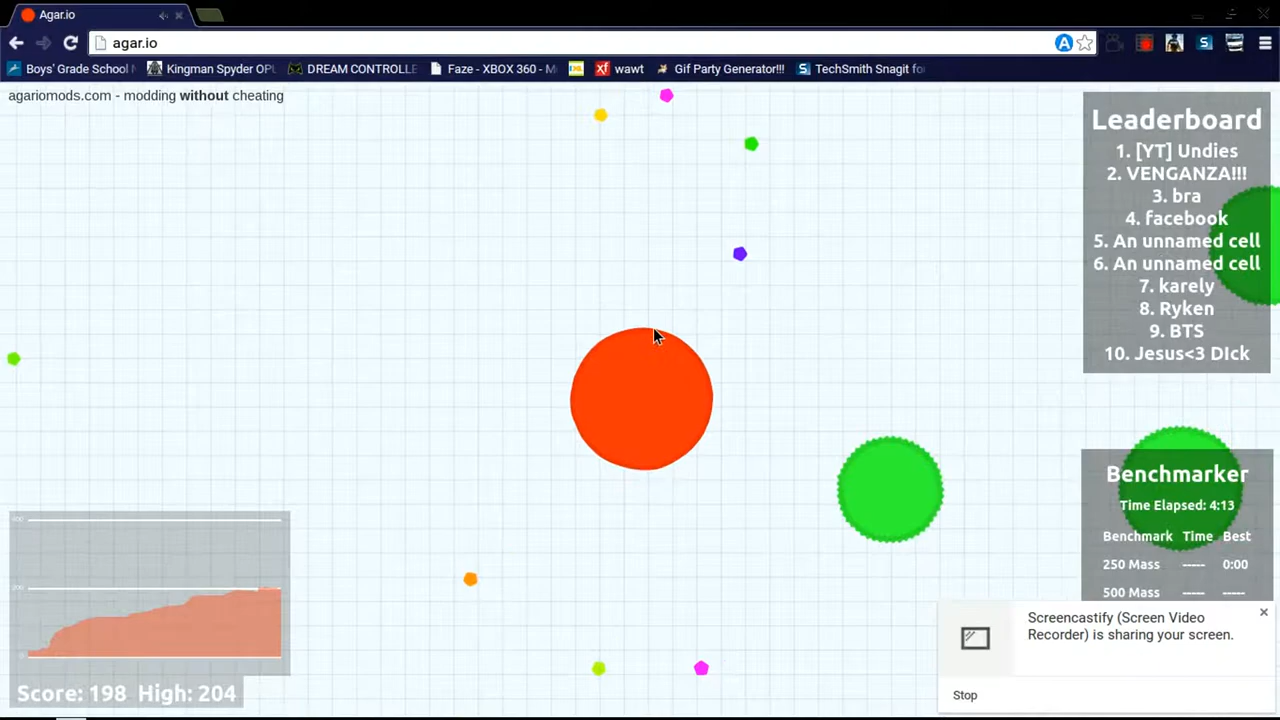 Agar.io
agar.io
Boys' Grade School
Kingman Spyder OPU
DREAM CONTROLLE
Faze - XBOX 360 - M
wawt
Gif Party Generator!!!
TechSmith Snagit fo
agariomods.com - modding without cheating
Leaderboard
1. [YT] Undies
2. VENGANZA!!!
3. bra
4. facebook
5. An unnamed cell
6. An unnamed cell
7. karely
8. Ryken
9. BTS
10. Jesus<3 DIck
Benchmarker
Time Elapsed: 4:13
Benchmark Time Best
250 Mass ----- 0:00
500 Mass ----- -----
400
200
0
Score: 198 High: 204
Screencastify (Screen Video
Recorder) is sharing your screen.
Stop